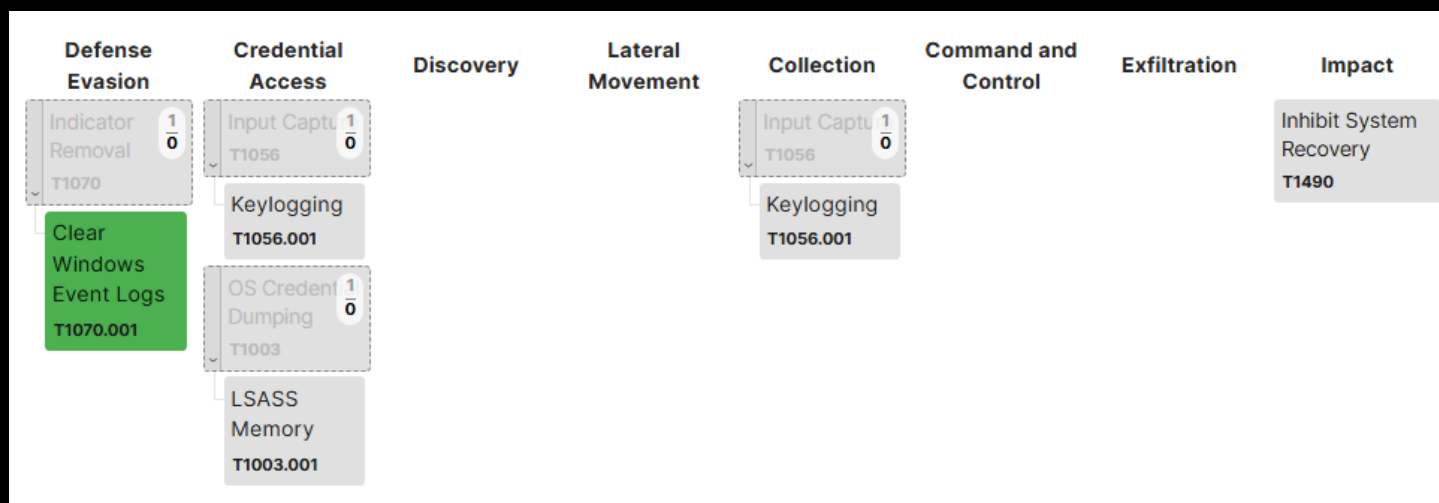 Defense
Evasion
Credential
Access
Discovery
Lateral
Movement
Collection
Command and
Control
Exfiltration
Impact
Indicator
Removal
T1070
1
0
Clear
Windows
Event Logs
T1070.001
Input Captu
T1056
1
0
Keylogging
T1056.001
OS Credenti
Dumping
T1003
1
0
LSASS
Memory
T1003.001
Input Captu
T1056
1
0
Keylogging
T1056.001
Inhibit System
Recovery
T1490